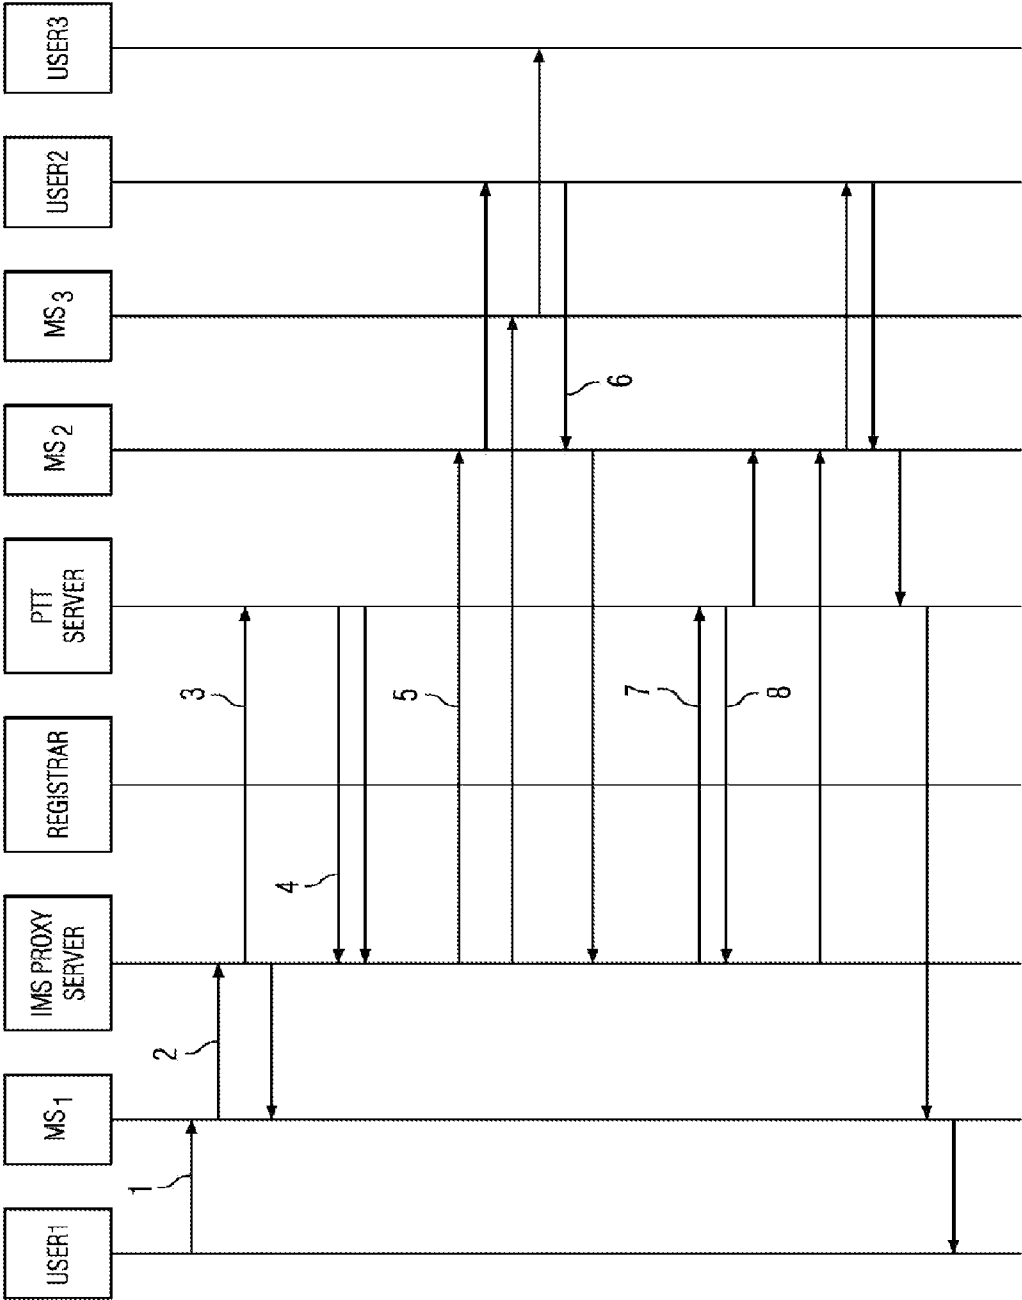 USER1
MS1
IMS PROXY
SERVER
REGISTRAR
PTT
SERVER
MS2
MS3
USER2
USER3
1
2
3
4
5
6
7
8